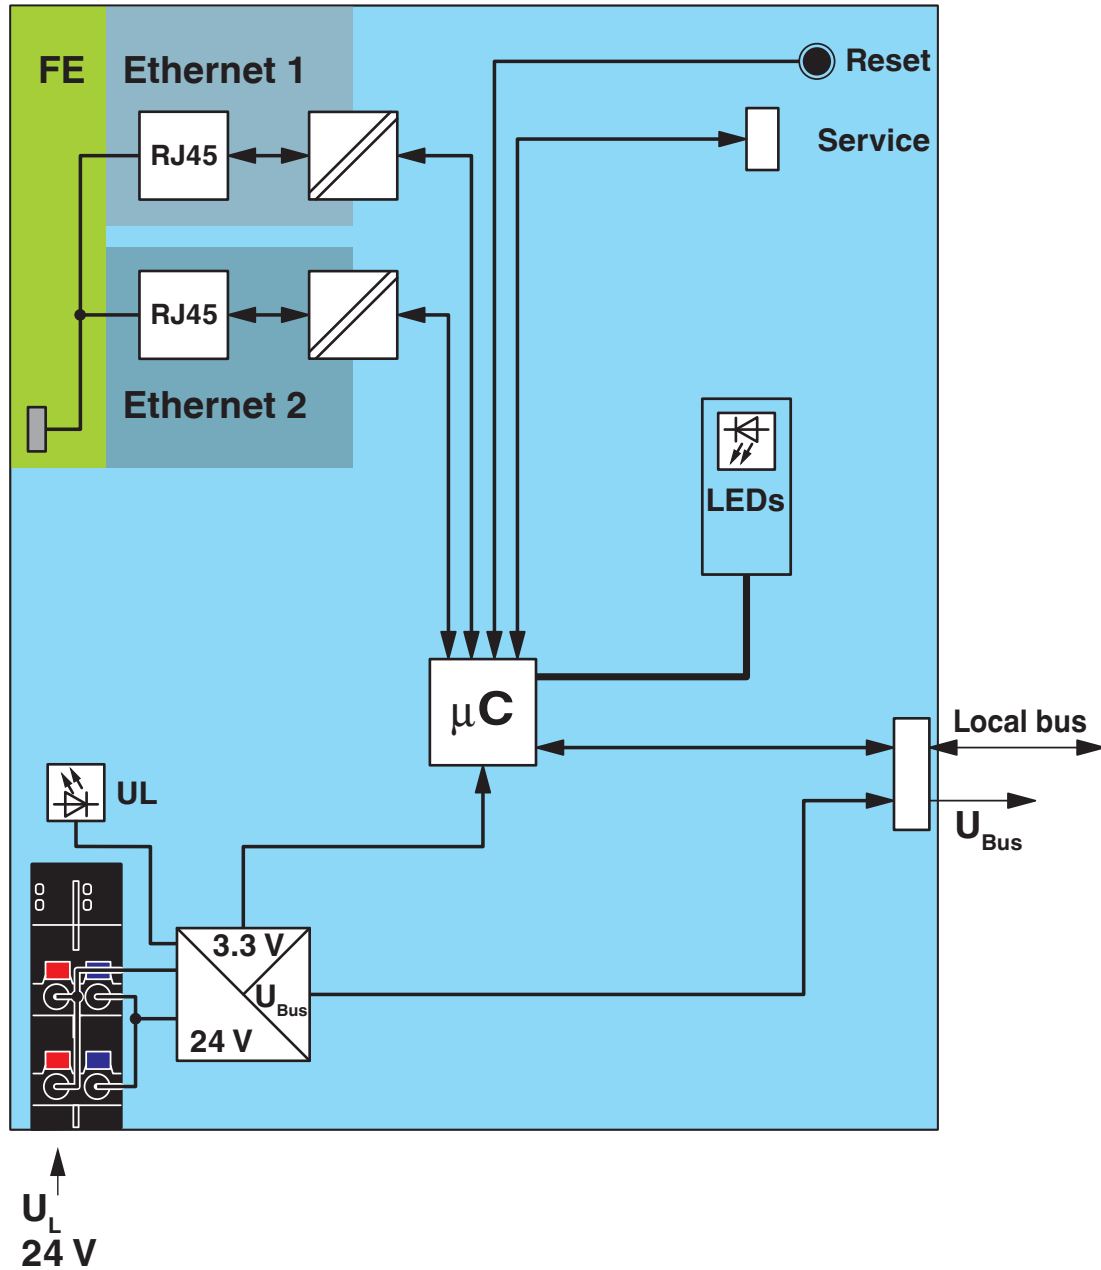 FE
Ethernet 1
Reset
RJ45
Service
RJ45
Ethernet 2
LEDs
µC
Local bus
UL
U Bus
3.3 V
U Bus
24 V
U L
24 V